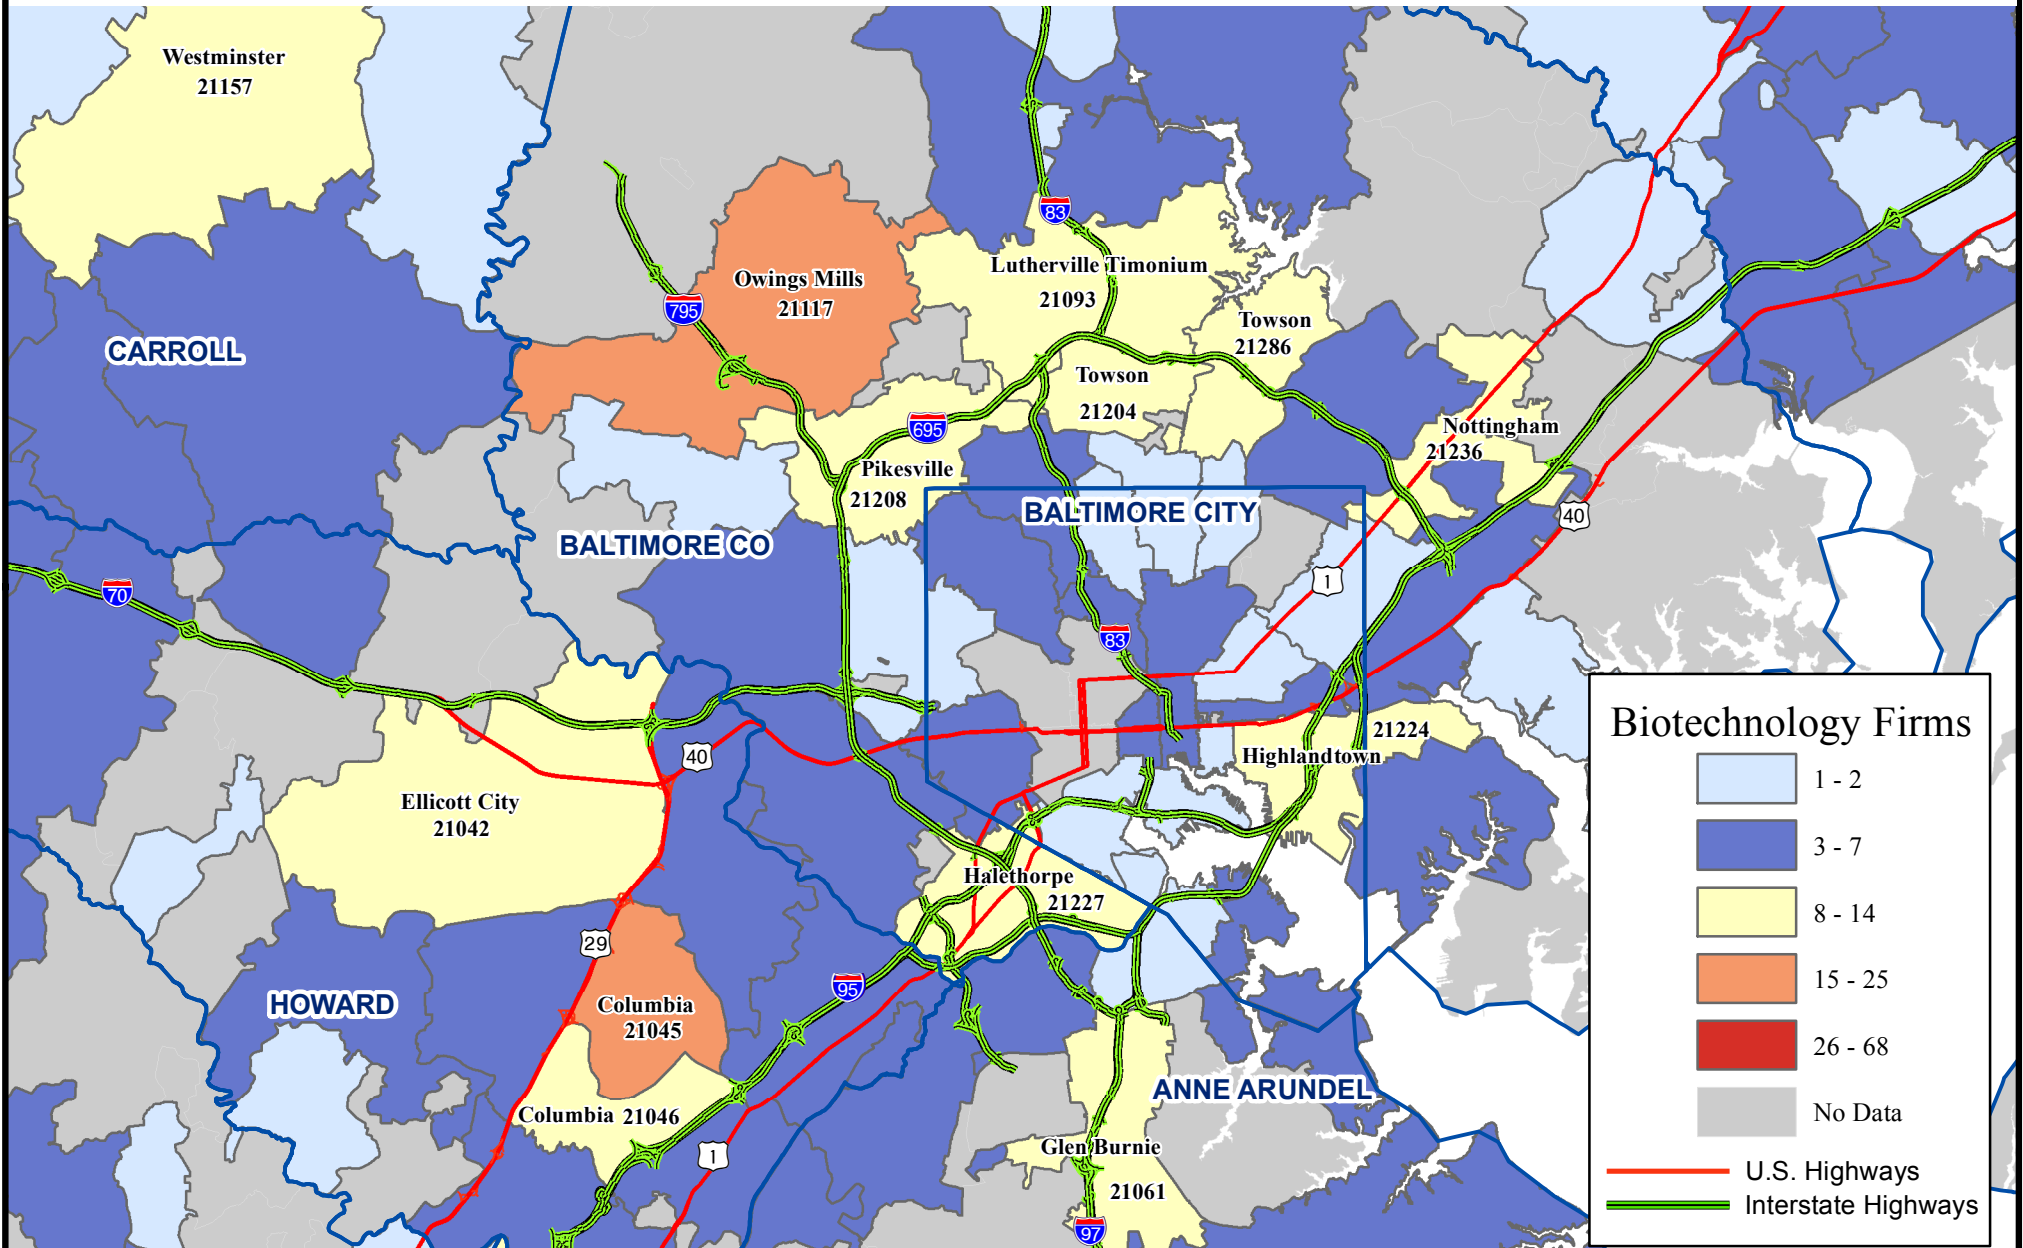 Westminster
21157
83
Owings Mills
21117
795
Lutherville Timonium
21093
Towson
21286
CARROLL
Towson
21204
695
Nottingham
21236
Pikesville
21208
BALTIMORE CITY
40
BALTIMORE CO
70
1
83
21224
40
Highlandtown
Ellicott City
21042
Halethorpe
21227
29
95
HOWARD
Columbia
21045
ANNE ARUNDEL
Columbia 21046
1
Glen Burnie
21061
97
Biotechnology Firms
1 - 2
3 - 7
8 - 14
15 - 25
26 - 68
No Data
U.S. Highways
Interstate Highways